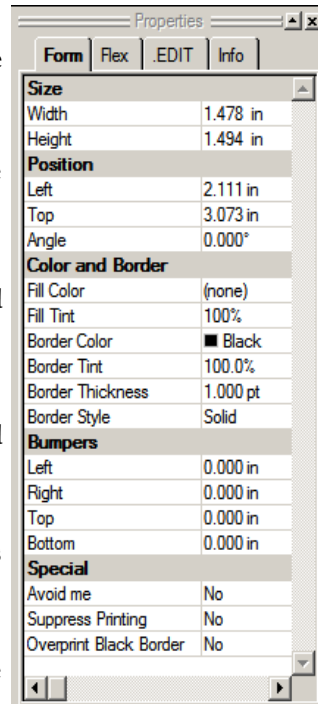 Properties
Form Flex .EDIT Info
Size
Width 1.478 in
Height 1.494 in
Position
Left 2.111 in
Top 3.073 in
Angle 0.000°
Color and Border
Fill Color (none)
Fill Tint 100%
Border Color Black
Border Tint 100.0%
Border Thickness 1.000 pt
Border Style Solid
Bumpers
Left 0.000 in
Right 0.000 in
Top 0.000 in
Bottom 0.000 in
Special
Avoid me No
Suppress Printing No
Overprint Black Border No